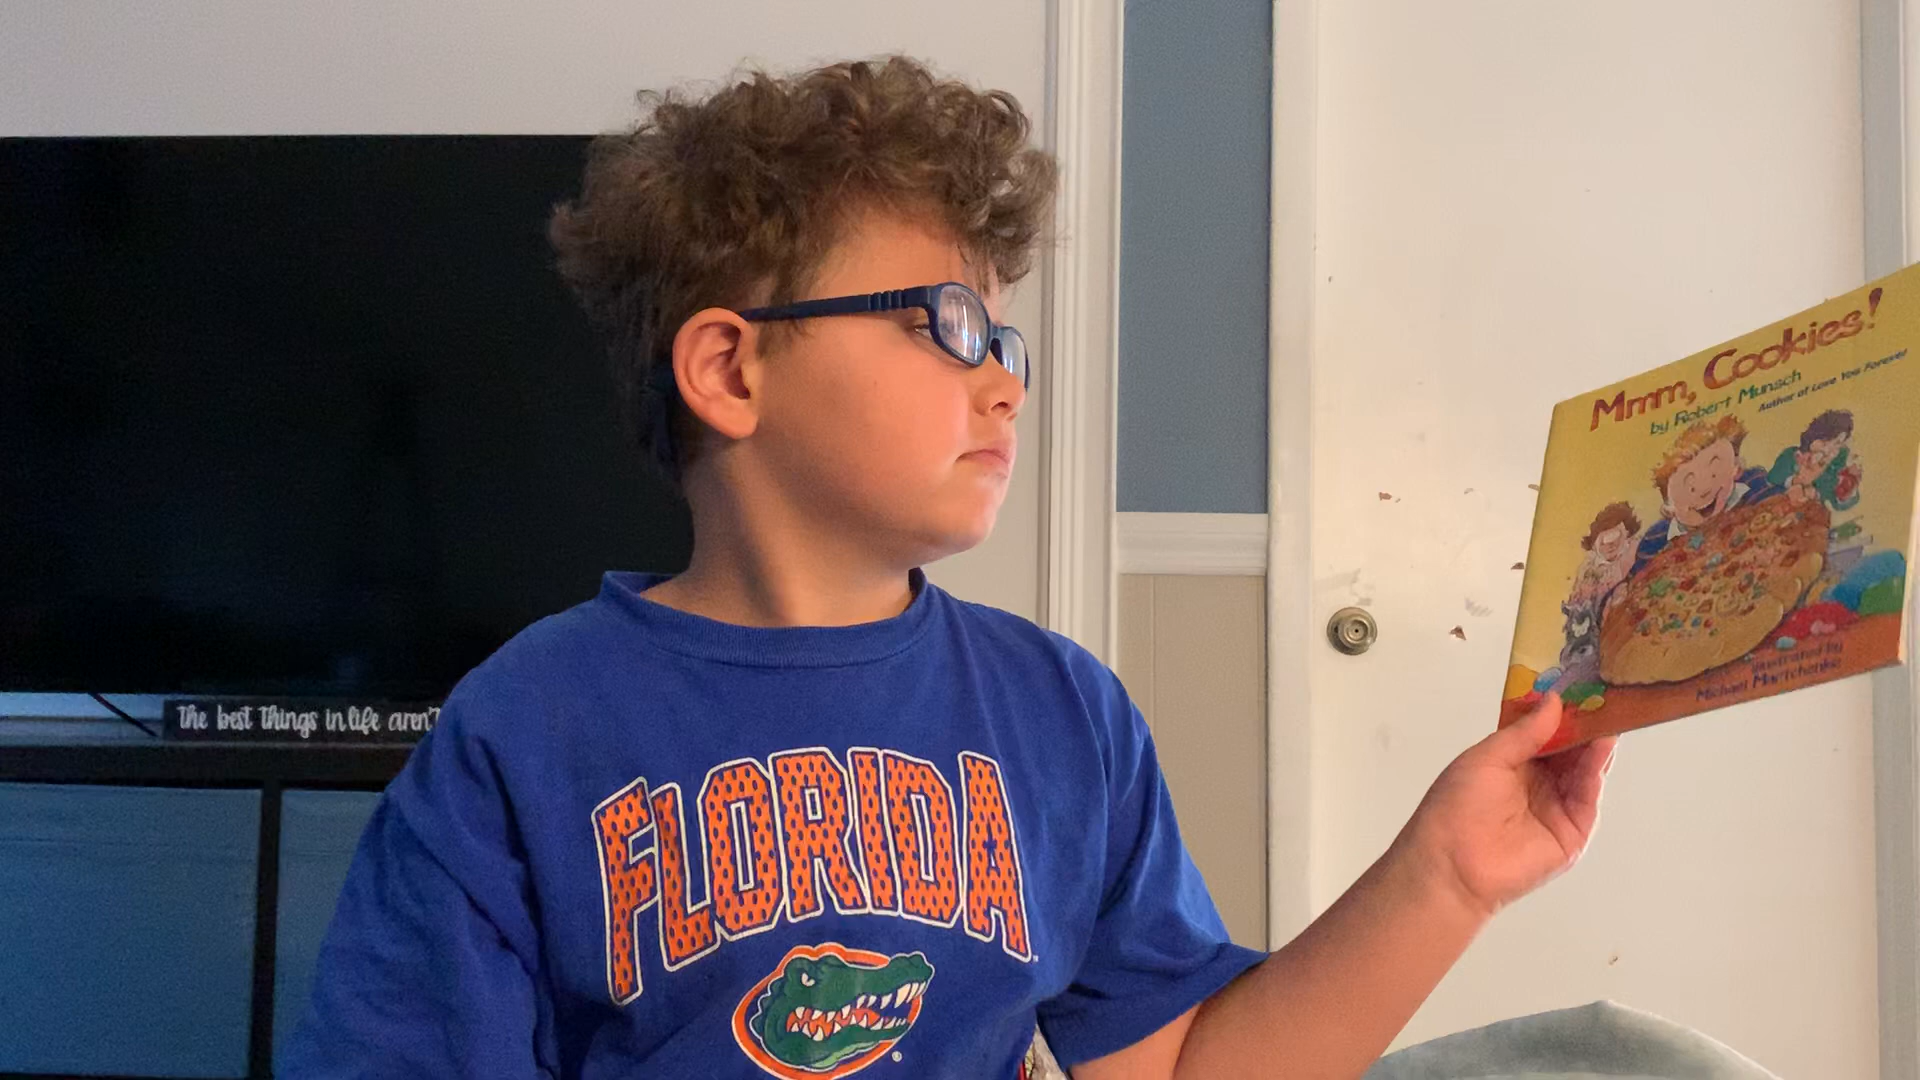 the best things in life aren't
FLORIDA
®
Mmm, Cookies!
by Robert Munsch
Author of Love You Forever
illustrated by
Michael Martchenko